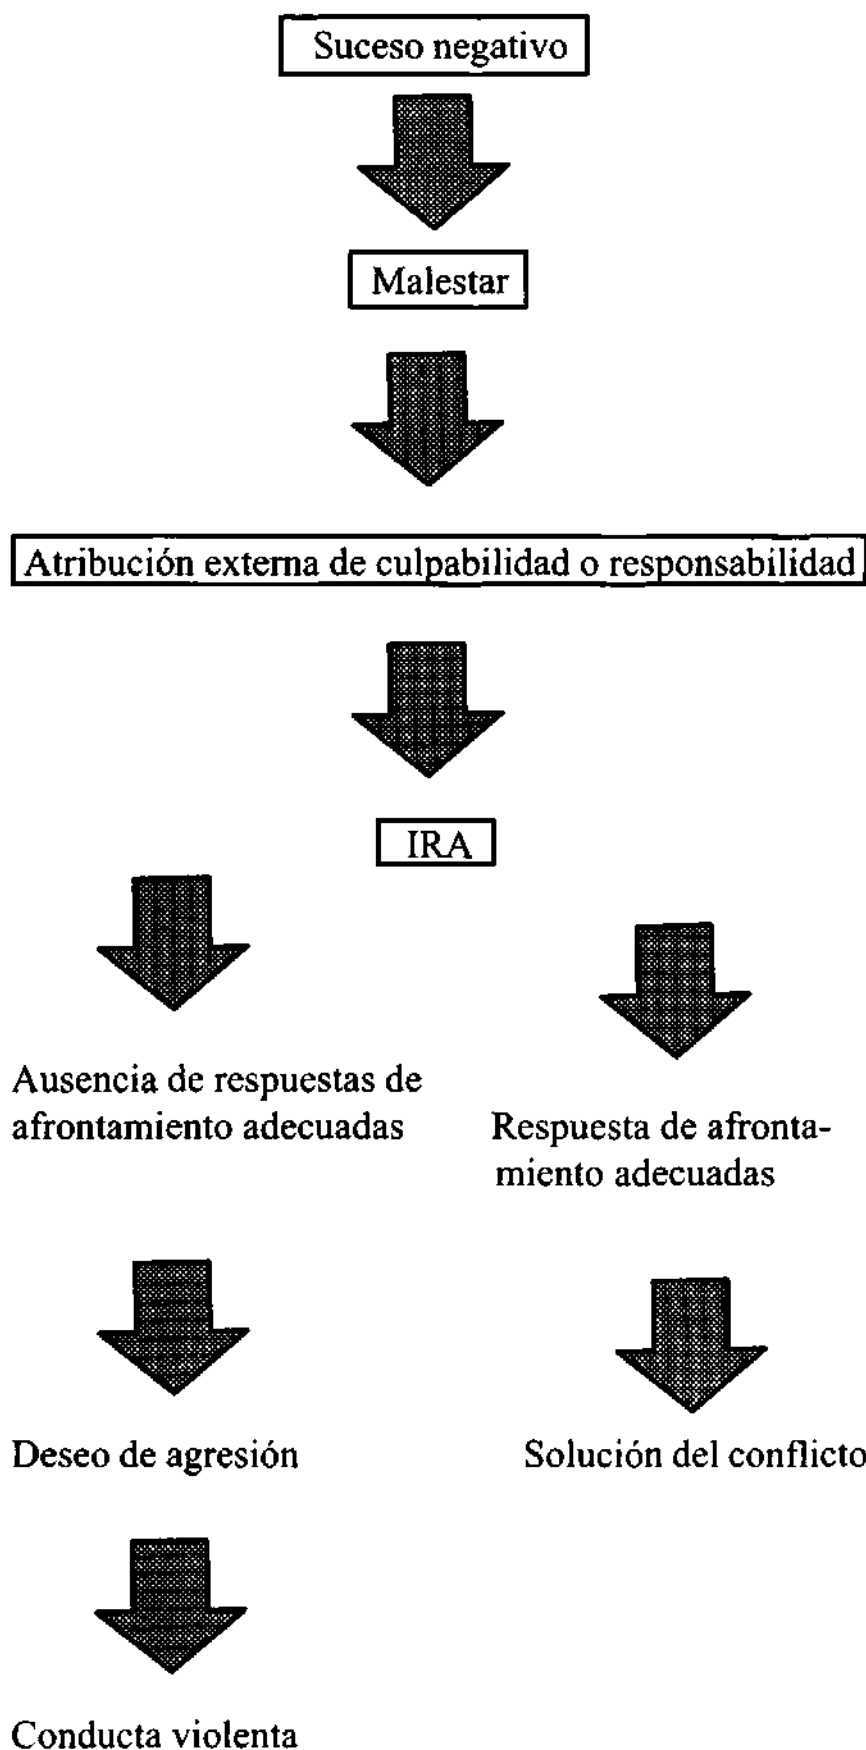 Suceso negativo
Malestar
Atribución externa de culpabilidad o responsabilidad
IRA
Ausencia de respuestas de
afrontamiento adecuadas
Respuesta de afronta-
miento adecuadas
Deseo de agresión
Solución del conflicto
Conducta violenta